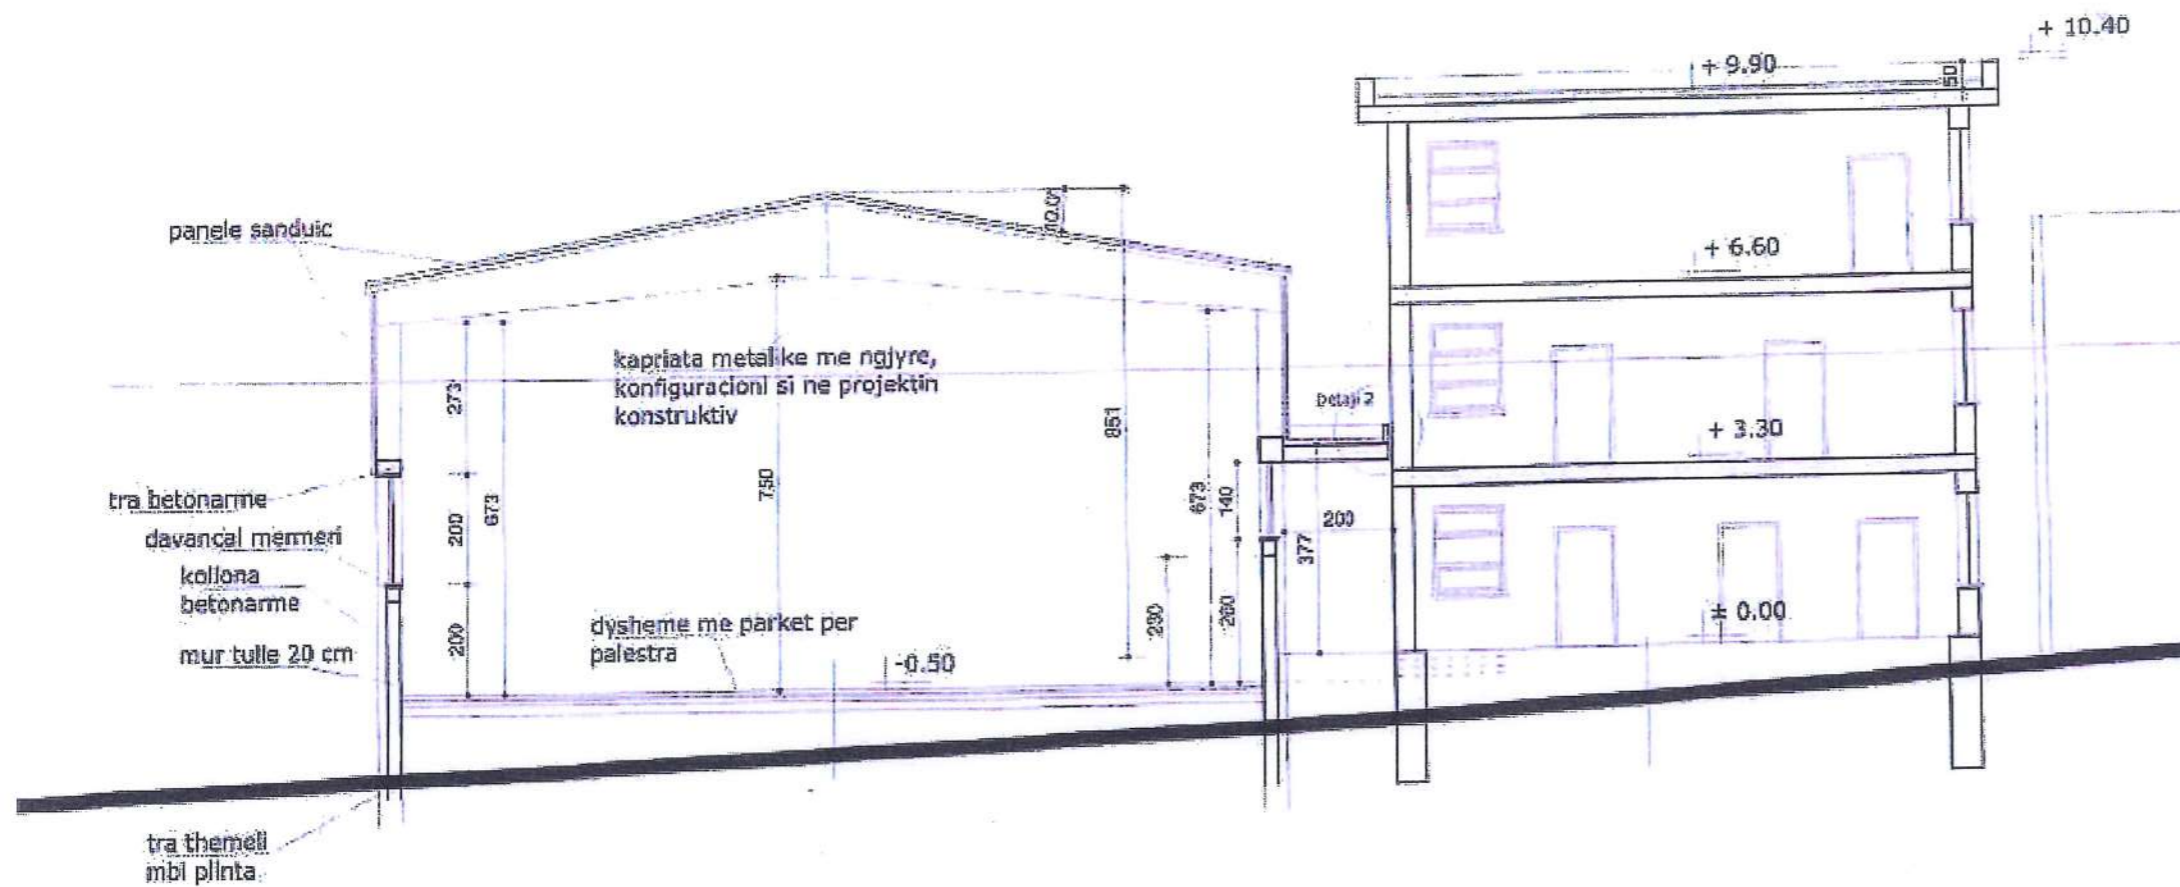 + 10.40
+ 9.90
50
panele sanduic
+ 6.60
kapriata metalike me ngjyre,
konfiguracioni si ne projektin
konstruktiv
273
851
Detaji 2
+ 3.30
tra betonarme
davancal mermeri
kollona
betonarme
mur tulle 20 cm
200
673
750
673
140
200
377
± 0.00
200
dysheme me parket per
palestra
-0.50
230
260
tra themeli
mbi plinta